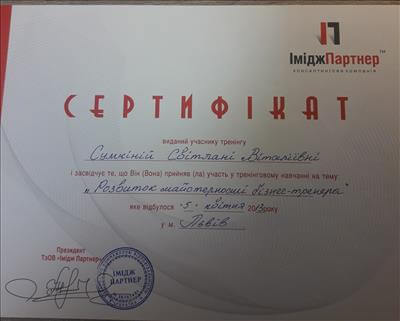 ІміджПартнер™
КОНСАЛТИНГОВА КОМПАНІЯ
СЕРТИФІКАТ
виданий учаснику тренінгу
Сумкіній Світлані Віталіївні
і засвідчує те, що Він (Вона) прийняв (ла) участь у тренінговому навчанні на тему:
„Розвиток майстерності бізнес-тренера"
яке відбулося „5„ квітня 2013року
у м. Львів
Президент
ТзОВ «Імідж Партнер»
ІМІДЖ
ПАРТНЕР